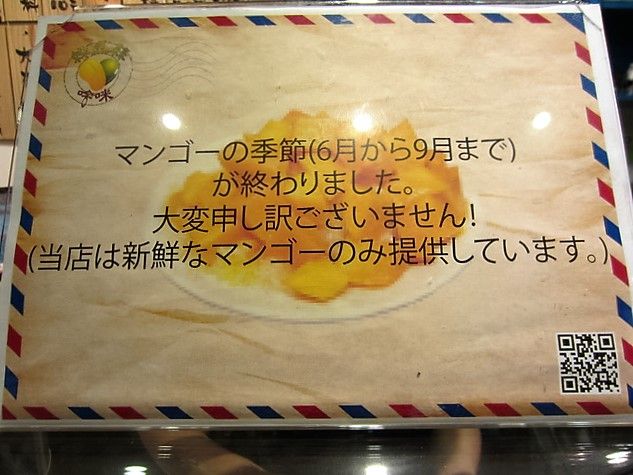 マンゴーの季節(6月から9月まで)
が終わりました。
大変申し訳ございません!
(当店は新鮮なマンゴーのみ提供しています。)